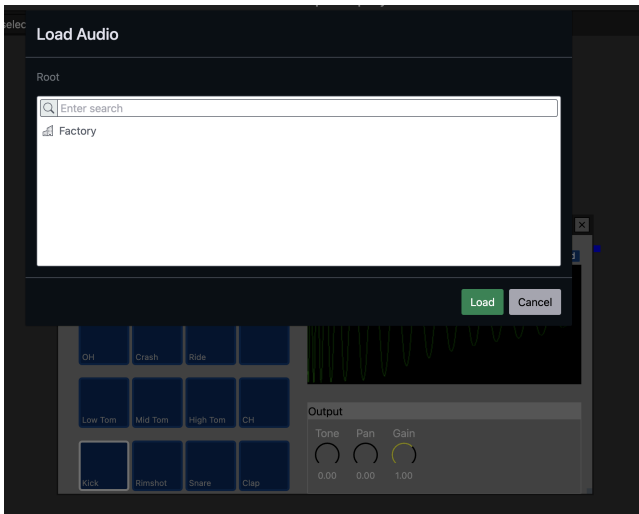 selec
Load Audio
Root
Enter search
Factory
Load
Cancel
OH
Crash
Ride
Low Tom
Mid Tom
High Tom
CH
Kick
Rimshot
Snare
Clap
Output
Tone
Pan
Gain
0.00
0.00
1.00